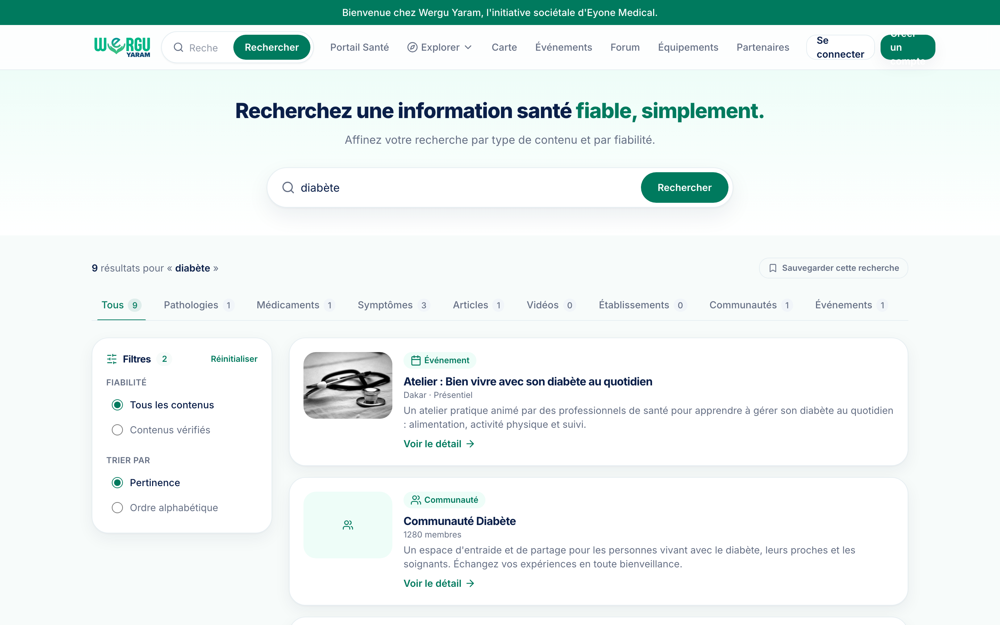 Bienvenue chez Wergu Yaram, l'initiative sociétale d'Eyone Medical.
WeRGU
YARAM
Reche
Rechercher
Portail Santé
Explorer
Carte
Événements
Forum
Équipements
Partenaires
Se
connecter
Créer
un
compte
Recherchez une information santé fiable, simplement.
Affinez votre recherche par type de contenu et par fiabilité.
diabète
Rechercher
9 résultats pour « diabète »
Sauvegarder cette recherche
Tous 9
Pathologies 1
Médicaments 1
Symptômes 3
Articles 1
Vidéos 0
Établissements 0
Communautés 1
Événements 1
Filtres 2
Réinitialiser
FIABILITÉ
Tous les contenus
Contenus vérifiés
TRIER PAR
Pertinence
Ordre alphabétique
Événement
Atelier : Bien vivre avec son diabète au quotidien
Dakar · Présentiel
Un atelier pratique animé par des professionnels de santé pour apprendre à gérer son diabète au quotidien
: alimentation, activité physique et suivi.
Voir le détail
Communauté
Communauté Diabète
1280 membres
Un espace d'entraide et de partage pour les personnes vivant avec le diabète, leurs proches et les
soignants. Échangez vos expériences en toute bienveillance.
Voir le détail